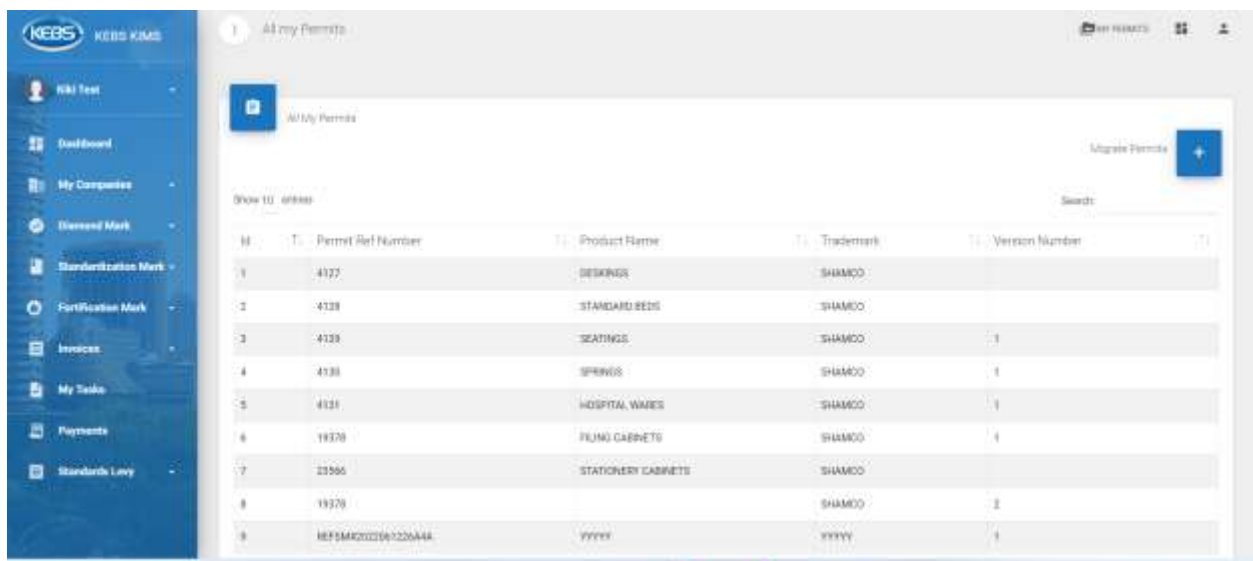 KEBS KEBS KIMS
All my Permits
MY PERMITS
Niki Test
Dashboard
My Companies
Diamond Mark
Standardization Mark
Fortification Mark
Invoices
My Tasks
Payments
Standards Levy
All My Permits
Migrate Permits
+
Show 10 entries
Search:
Id Permit Ref Number Product Name Trademark Version Number
1 4127 SHAMCO
2 4128 STANDARD BEDS SHAMCO
3 4129 SEATINGS SHAMCO 1
4 4130 SPRINGS SHAMCO 1
5 4131 HOSPITAL WARES SHAMCO 1
6 19378 FILING CABINETS SHAMCO 1
7 23566 STATIONERY CABINETS SHAMCO
8 19378 SHAMCO 2
9 YYYYY YYYYY 1